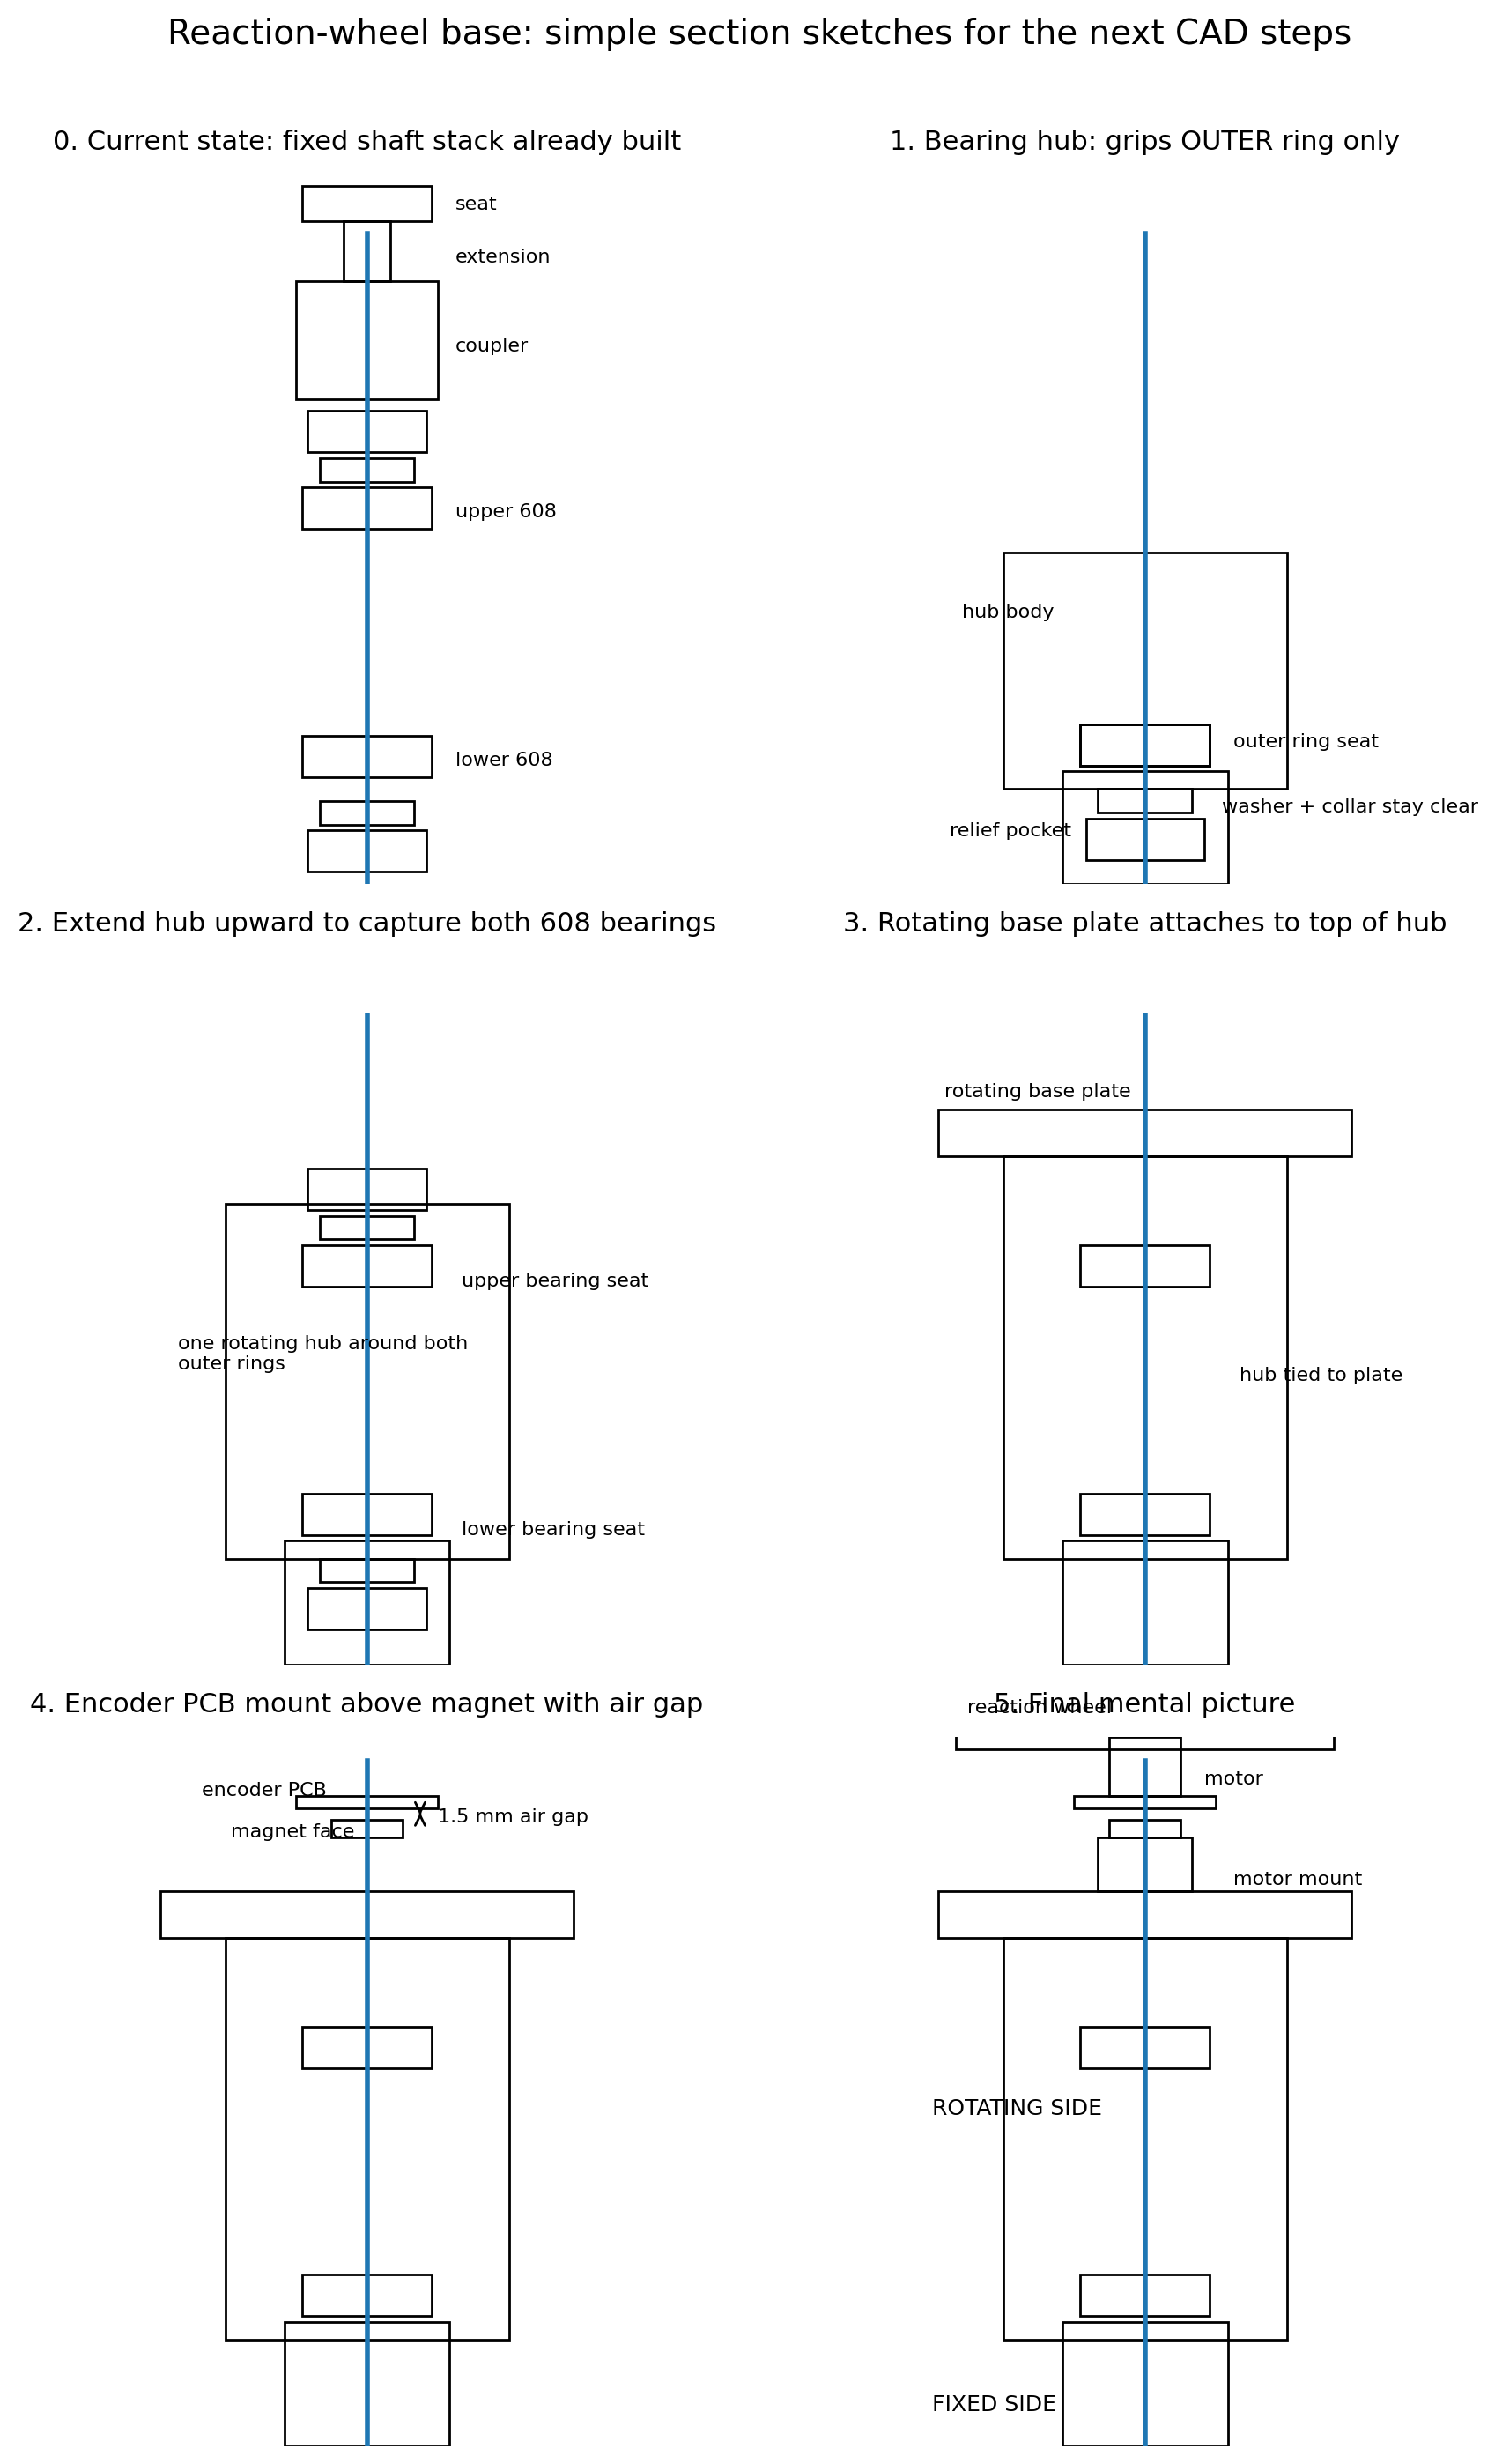 Reaction-wheel base: simple section sketches for the next CAD steps
0. Current state: fixed shaft stack already built
seat
extension
coupler
upper 608
lower 608
1. Bearing hub: grips OUTER ring only
hub body
outer ring seat
washer + collar stay clear
relief pocket
2. Extend hub upward to capture both 608 bearings
upper bearing seat
one rotating hub around both
outer rings
lower bearing seat
3. Rotating base plate attaches to top of hub
rotating base plate
hub tied to plate
4. Encoder PCB mount above magnet with air gap
encoder PCB
1.5 mm air gap
magnet face
5. Final mental picture
reaction wheel
motor
motor mount
ROTATING SIDE
FIXED SIDE